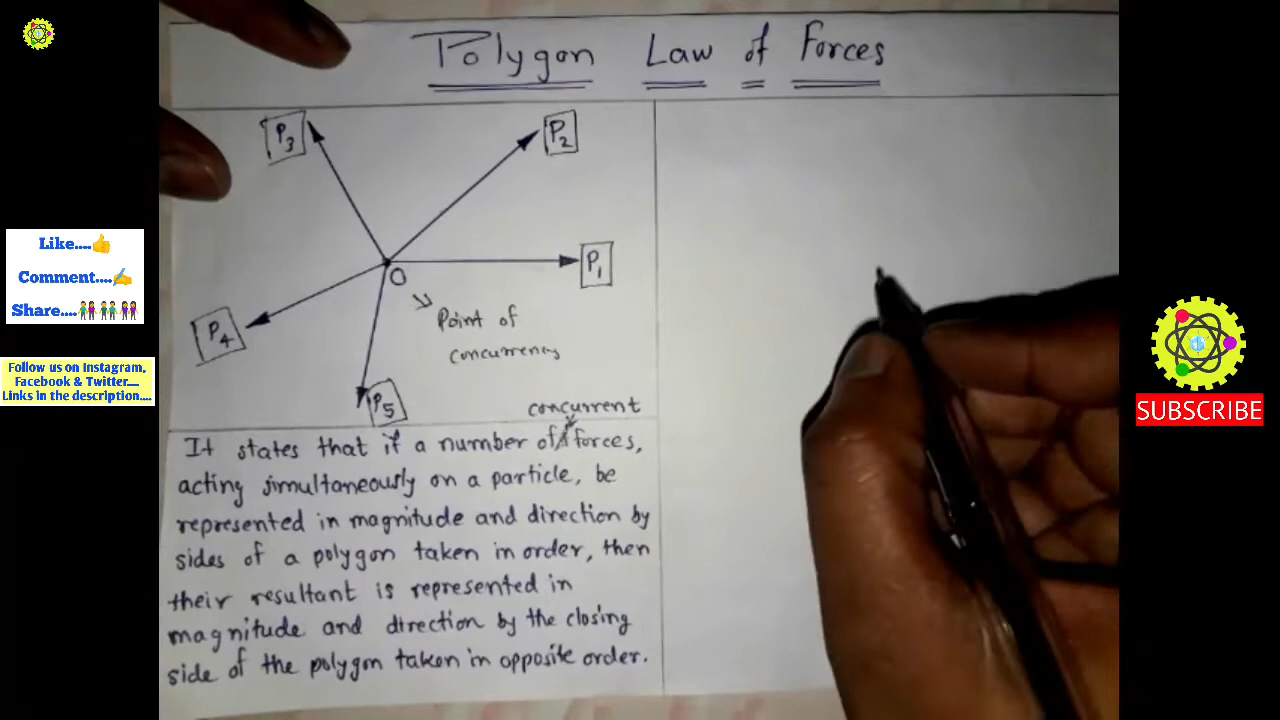 Polygon Law of Forces
P3
P2
P1
O
P4
Point of
concurrency
P5
concurrent
It states that if a number of forces,
acting simultaneously on a particle, be
represented in magnitude and direction by
sides of a polygon taken in order, then
their resultant is represented in
magnitude and direction by the closing
side of the polygon taken in opposite order.
Like....👍
Comment....✍
Share....👫👫👫
Follow us on Instagram,
Facebook & Twitter....
Links in the description....
SUBSCRIBE